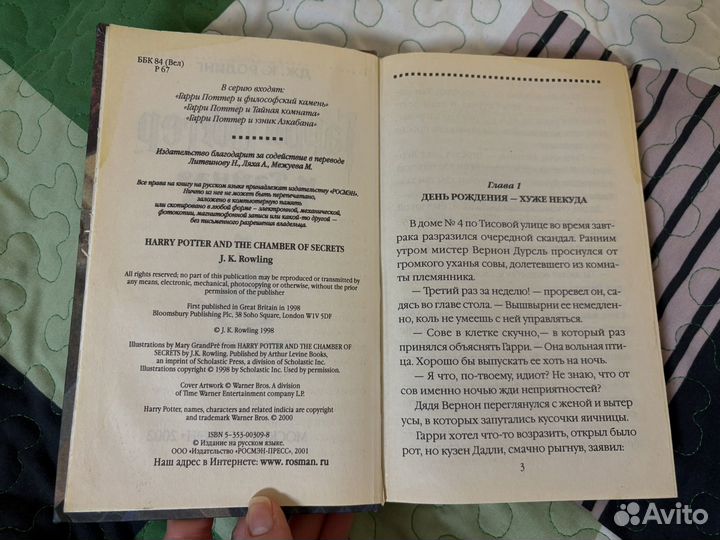 ББК 84 (Вел)
Р 67
В серию входят:
«Гарри Поттер и философский камень»
«Гарри Поттер и Тайная комната»
«Гарри Поттер и узник Азкабана»
Издательство благодарит за содействие в переводе
Литвинову Н., Ляха А., Межуева М.
Все права на книгу на русском языке принадлежат издательству «РОСМЭН».
Ничто из нее не может быть перепечатано,
заложено в компьютерную память
или скопировано в любой форме – электронной, механической,
фотокопии, магнитофонной записи или какой-то другой –
без письменного разрешения владельца.
HARRY POTTER AND THE CHAMBER OF SECRETS
J. K. Rowling
All rights reserved; no part of this publication may be reproduced or transmitted by
any means, electronic, mechanical, photocopying or otherwise, without the prior
permission of the publisher
First published in Great Britain in 1998
Bloomsbury Publishing Plc, 38 Soho Square, London W1V 5DF
© J. K. Rowling 1998
Illustrations by Mary GrandPré from HARRY POTTER AND THE CHAMBER OF
SECRETS by J.K. Rowling. Published by Arthur Levine Books,
an imprint of Scholastic Press, a division of Scholastic Inc.
Illustrations copyright © 1998 by Scholastic Inc. Used by permission.
Cover Artwork © Warner Bros. A division of
Time Warner Entertainment company L.P.
Harry Potter, names, characters and related indicia are copyright
and trademark Warner Bros. © 2000
ISBN 5–353-00309-8
© Издание на русском языке.
ООО «Издательство «РОСМЭН-ПРЕСС», 2001
Наш адрес в Интернете: www. rosman. ru
Глава 1
ДЕНЬ РОЖДЕНИЯ – ХУЖЕ НЕКУДА
В доме № 4 по Тисовой улице во время завт-
рака разразился очередной скандал. Ранним
утром мистер Вернон Дурсль проснулся от
громкого уханья совы, долетевшего из комна-
ты племянника.
— Третий раз за неделю! — проревел он, са-
дясь во главе стола. — Вышвырни ее немедлен-
но, коль не умеешь с ней управляться.
— Сове в клетке скучно,— в который раз
принялся объяснять Гарри. — Она вольная пти-
ца. Хорошо бы выпускать ее хоть на ночь.
— Я что, по-твоему, идиот? Не знаю, что от
сов именно ночью жди неприятностей?
Дядя Вернон переглянулся с женой и вытер
усы, в которых запутались кусочки яичницы.
Гарри хотел что-то возразить, открыл было
рот, но кузен Дадли, смачно рыгнув, заявил:
3
Avito